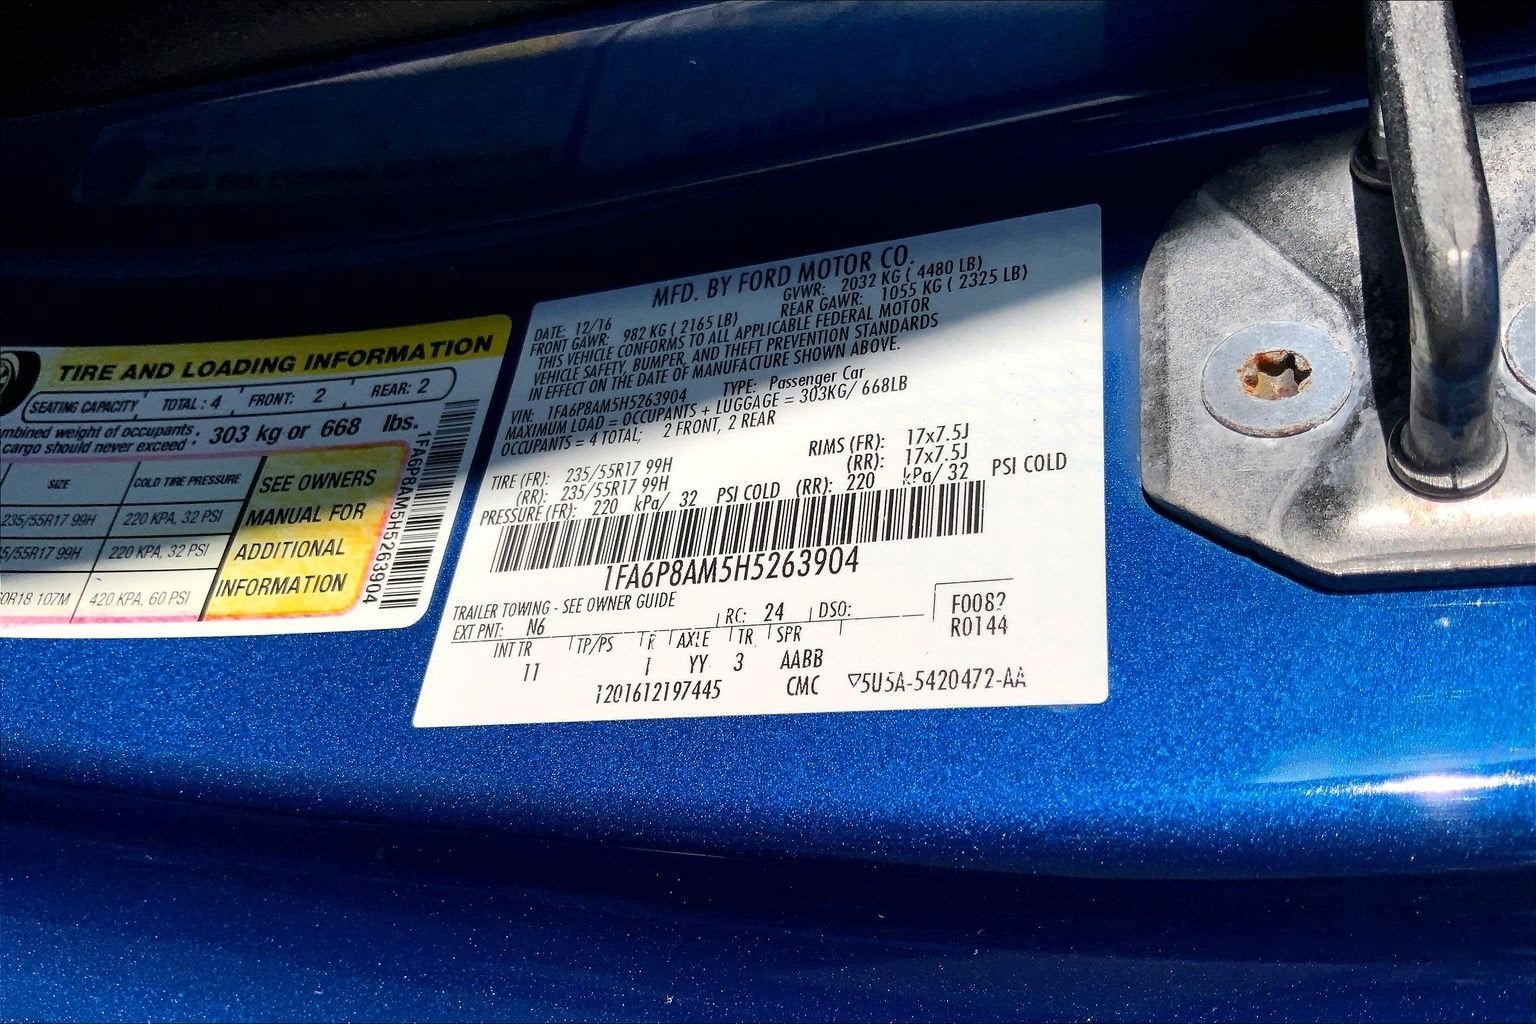 TIRE AND LOADING INFORMATION
SEATING CAPACITY TOTAL: 4 FRONT: 2 REAR: 2
weight of occupants
cargo should never exceed : 303 kg or 668 lbs.
SIZE COLD TIRE PRESSURE
235/55R17 99H 220 KPA, 32 PSI
5/55R17 99H 220 KPA, 32 PSI
0R18 107M 420 KPA, 60 PSI
SEE OWNERS
MANUAL FOR
ADDITIONAL
INFORMATION
1FA6P8AM5H5263904
MFD. BY FORD MOTOR CO.
DATE: 12/16 GVWR: 2032 KG ( 4480 LB)
FRONT GAWR: 982 KG ( 2165 LB) REAR GAWR: 1055 KG ( 2325 LB)
THIS VEHICLE CONFORMS TO ALL APPLICABLE FEDERAL MOTOR
VEHICLE SAFETY, BUMPER, AND THEFT PREVENTION STANDARDS
IN EFFECT ON THE DATE OF MANUFACTURE SHOWN ABOVE.
VIN: 1FA6P8AM5H5263904 TYPE: Passenger Car
MAXIMUM LOAD = OCCUPANTS + LUGGAGE = 303KG/ 668LB
OCCUPANTS = 4 TOTAL; 2 FRONT, 2 REAR
TIRE (FR): 235/55R17 99H RIMS (FR): 17x7.5J
(RR): 235/55R17 99H (RR): 17x7.5J
PRESSURE (FR): 220 kPa/ 32 PSI COLD (RR): 220 kPa/ 32 PSI COLD
1FA6P8AM5H5263904
TRAILER TOWING - SEE OWNER GUIDE
EXT PNT: N6 RC: 24 DSO: F0082
INT TR TP/PS R AXLE TR SPR R0144
11 I YY 3 AABB
1201612197445 CMC ▽5U5A-5420472-AA